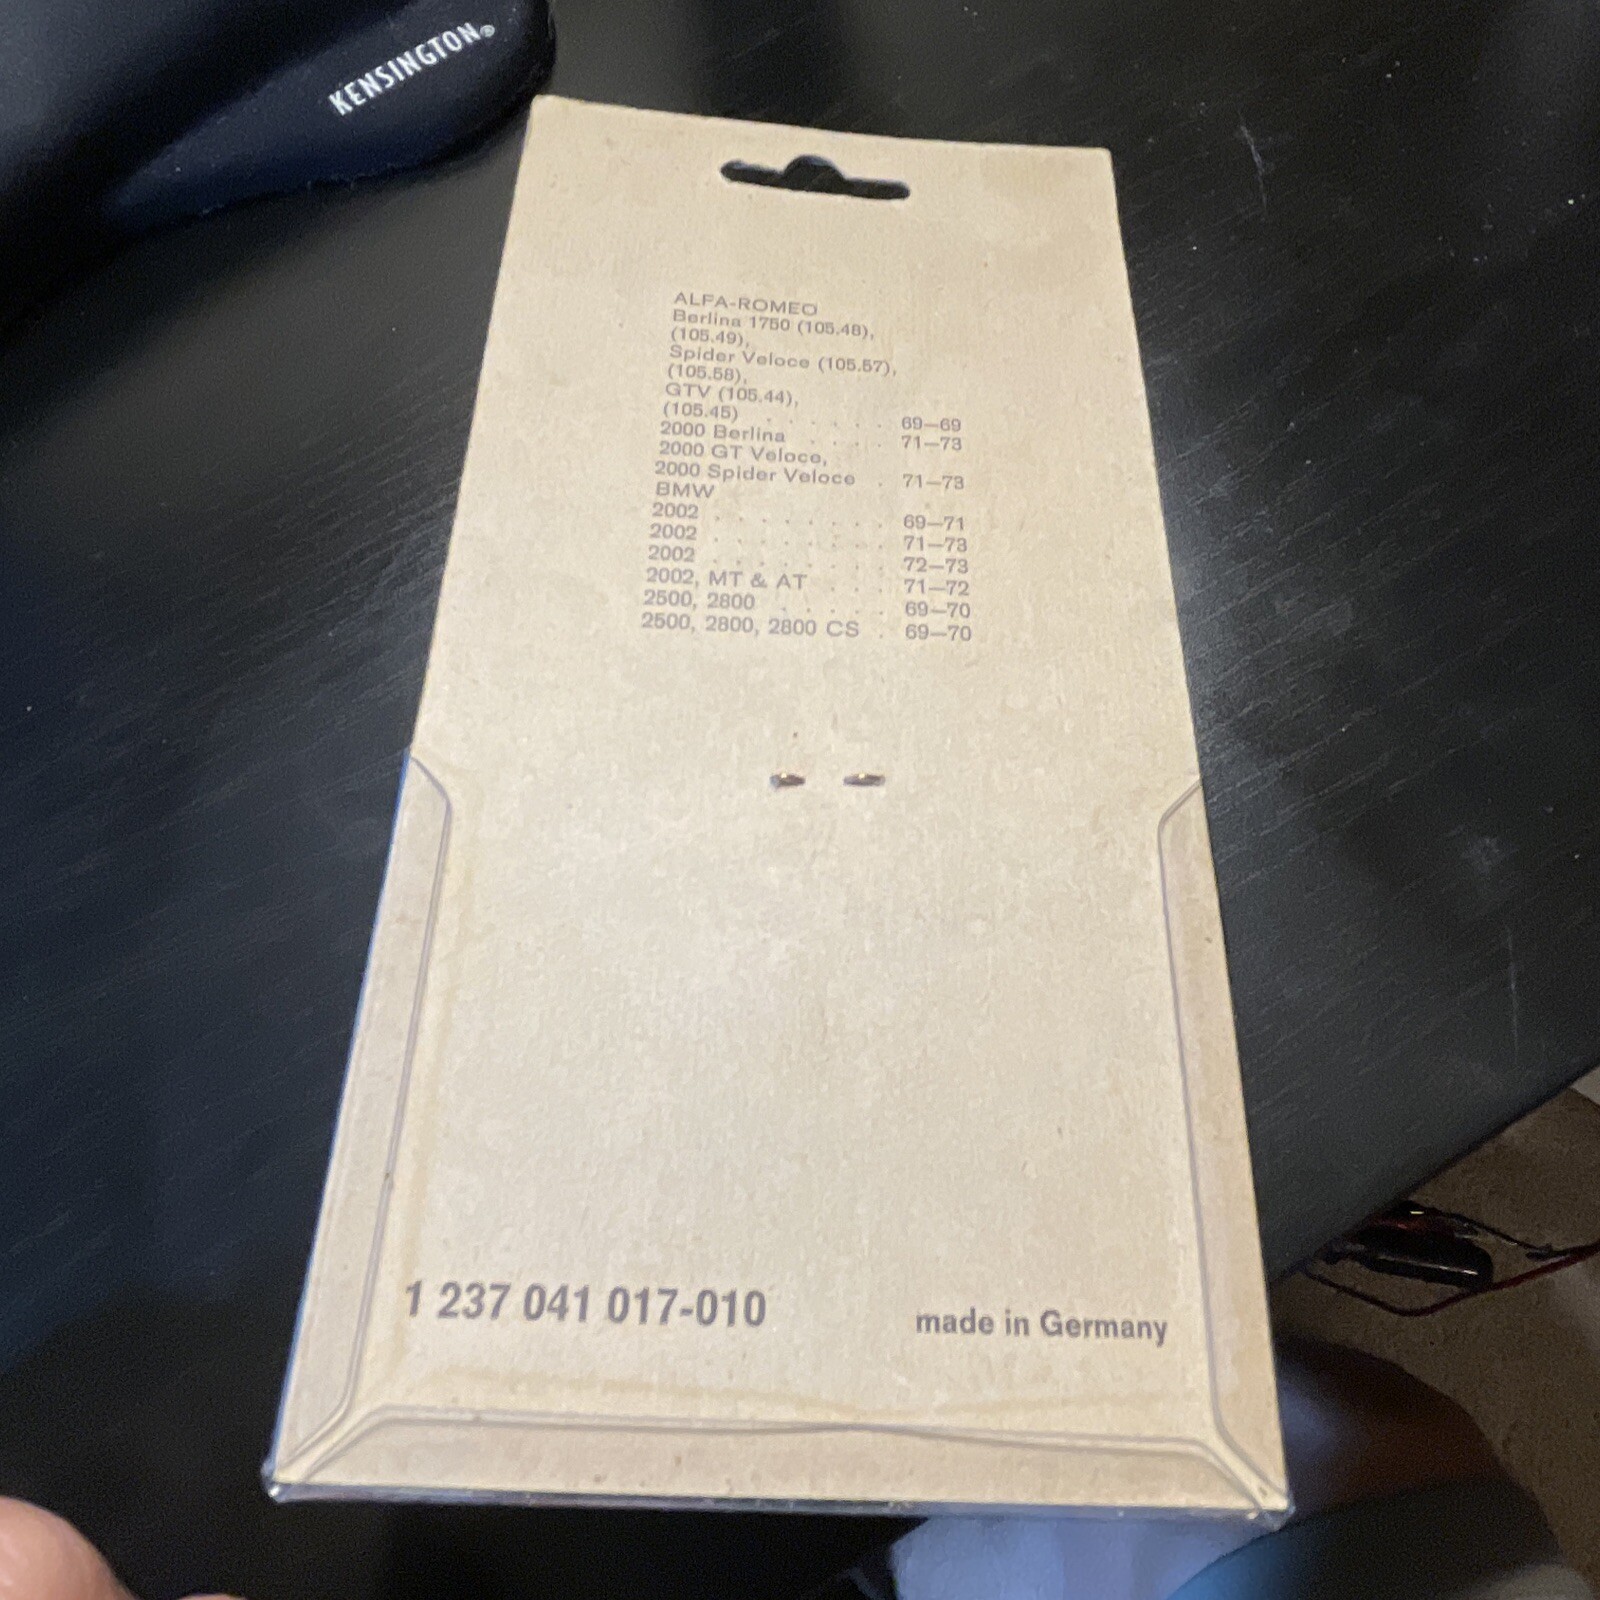 KENSINGTON®
ALFA-ROMEO
Berlina 1750 (105.48),
(105.49),
Spider Veloce (105.57),
(105.58),
GTV (105.44),
(105.45) . . . . . . 69—69
2000 Berlina . . . . 71—73
2000 GT Veloce,
2000 Spider Veloce . 71—73
BMW
2002 . . . . . . . . 69—71
2002 . . . . . . . . 71—73
2002 . . . . . . . . 72—73
2002, MT & AT . . . 71—72
2500, 2800 . . . . . 69—70
2500, 2800, 2800 CS . 69—70
1 237 041 017-010
made in Germany